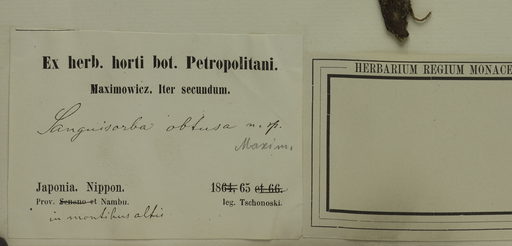 Ex herb. horti bot. Petropolitani.
Maximowicz. Iter secundum.
Sanguisorba obtusa n. sp.
Maxim.
Japonia. Nippon.
1864, 65 et 66.
Prov. Senano et Nambu.
leg. Tschonoski.
in montibus altis
HERBARIUM REGIUM MONACE